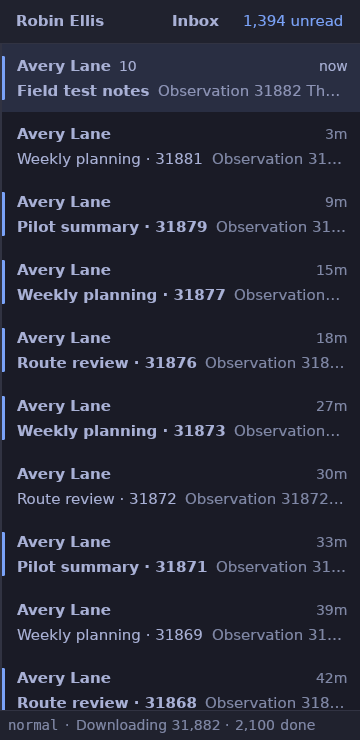 Robin Ellis Inbox 1,394 unread
Avery Lane 10 now
Field test notes Observation 31882 Th...
Avery Lane 3m
Weekly planning · 31881 Observation 31...
Avery Lane 9m
Pilot summary · 31879 Observation 31...
Avery Lane 15m
Weekly planning · 31877 Observation...
Avery Lane 18m
Route review · 31876 Observation 318...
Avery Lane 27m
Weekly planning · 31873 Observation...
Avery Lane 30m
Route review · 31872 Observation 31872...
Avery Lane 33m
Pilot summary · 31871 Observation 31...
Avery Lane 39m
Weekly planning · 31869 Observation 31...
Avery Lane 42m
Route review · 31868 Observation 318...
normal · Downloading 31,882 · 2,100 done